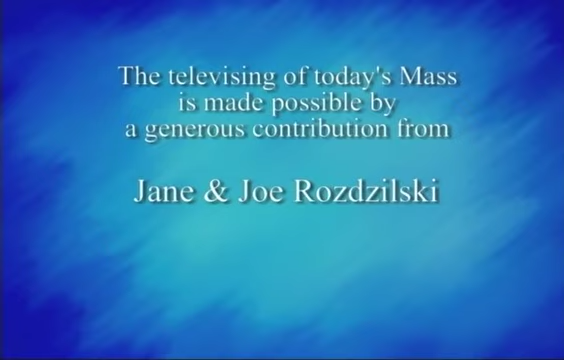 The televising of today's Mass
is made possible by
a generous contribution from
Jane & Joe Rozdzilski